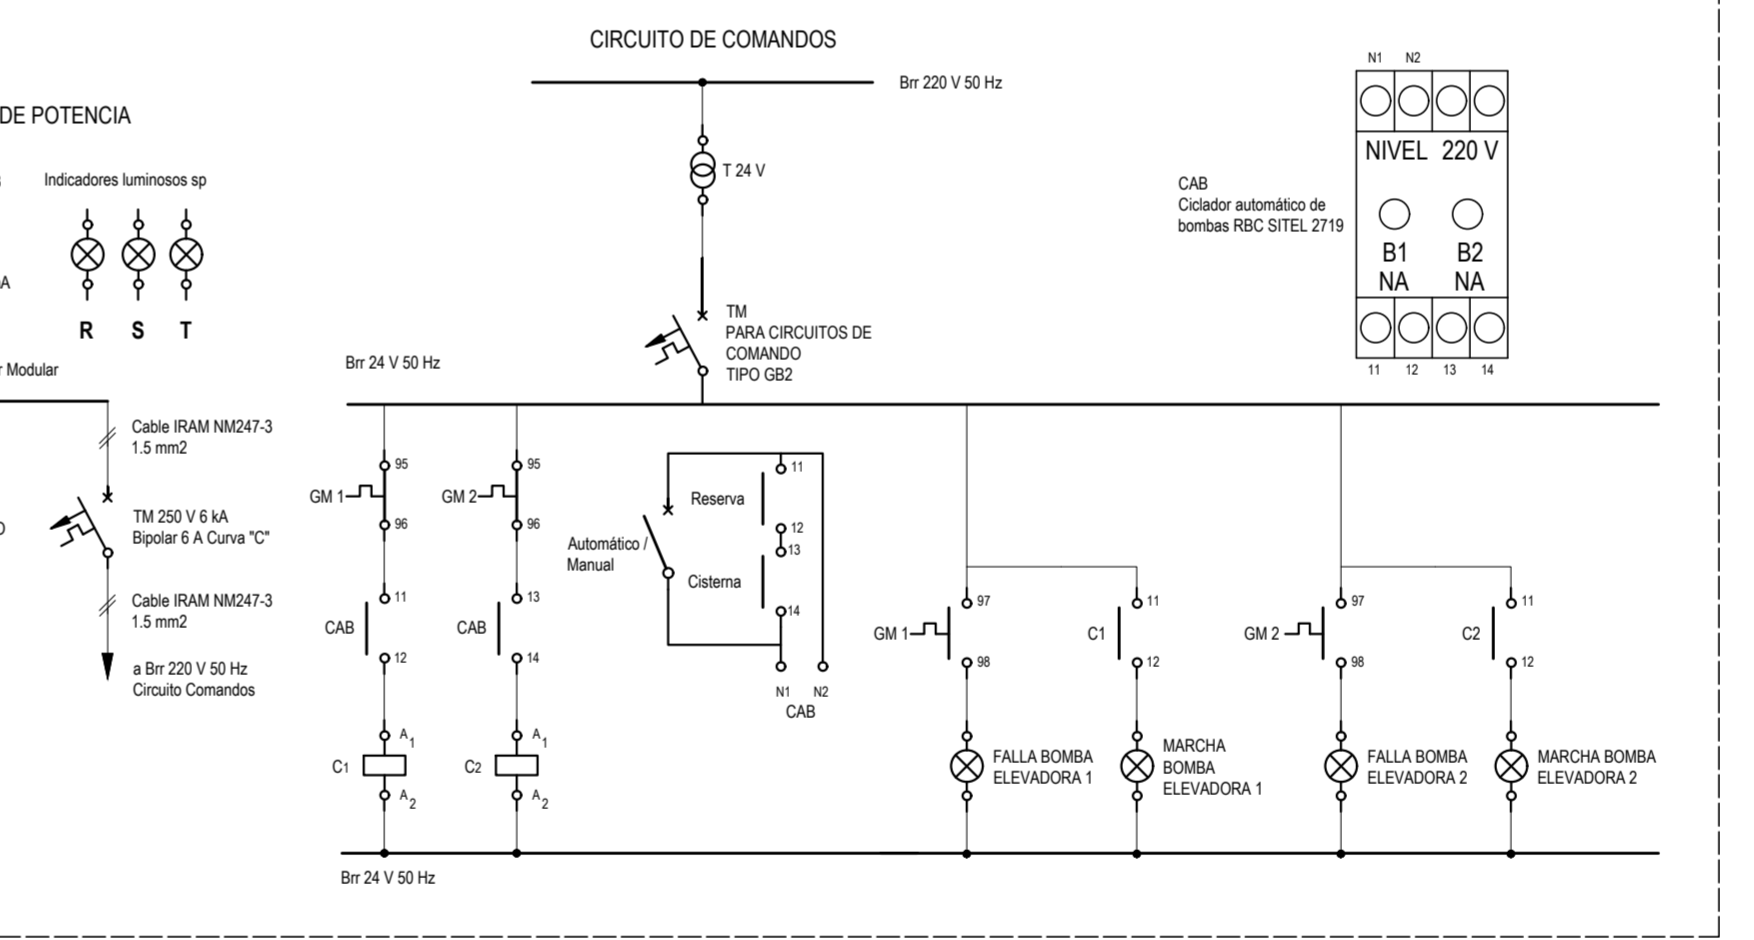 CIRCUITO DE COMANDOS
Brr 220 V 50 Hz
DE POTENCIA
Indicadores luminosos sp
R S T
r Modular
Cable IRAM NM247-3
1.5 mm2
TM 250 V 6 kA
Bipolar 6 A Curva "C"
Cable IRAM NM247-3
1.5 mm2
a Brr 220 V 50 Hz
Circuito Comandos
T 24 V
TM
PARA CIRCUITOS DE
COMANDO
TIPO GB2
Brr 24 V 50 Hz
CAB
Ciclador automático de
bombas RBC SITEL 2719
N1 N2
NIVEL 220 V
B1 B2
NA NA
11 12 13 14
95
GM 1
96
11
CAB
12
A1
C1
A2
95
GM 2
96
13
CAB
14
A1
C2
A2
Automático /
Manual
11
Reserva
12
13
Cisterna
14
N1 N2
CAB
97
GM 1
98
FALLA BOMBA
ELEVADORA 1
11
C1
12
MARCHA
BOMBA
ELEVADORA 1
97
GM 2
98
FALLA BOMBA
ELEVADORA 2
11
C2
12
MARCHA BOMBA
ELEVADORA 2
Brr 24 V 50 Hz